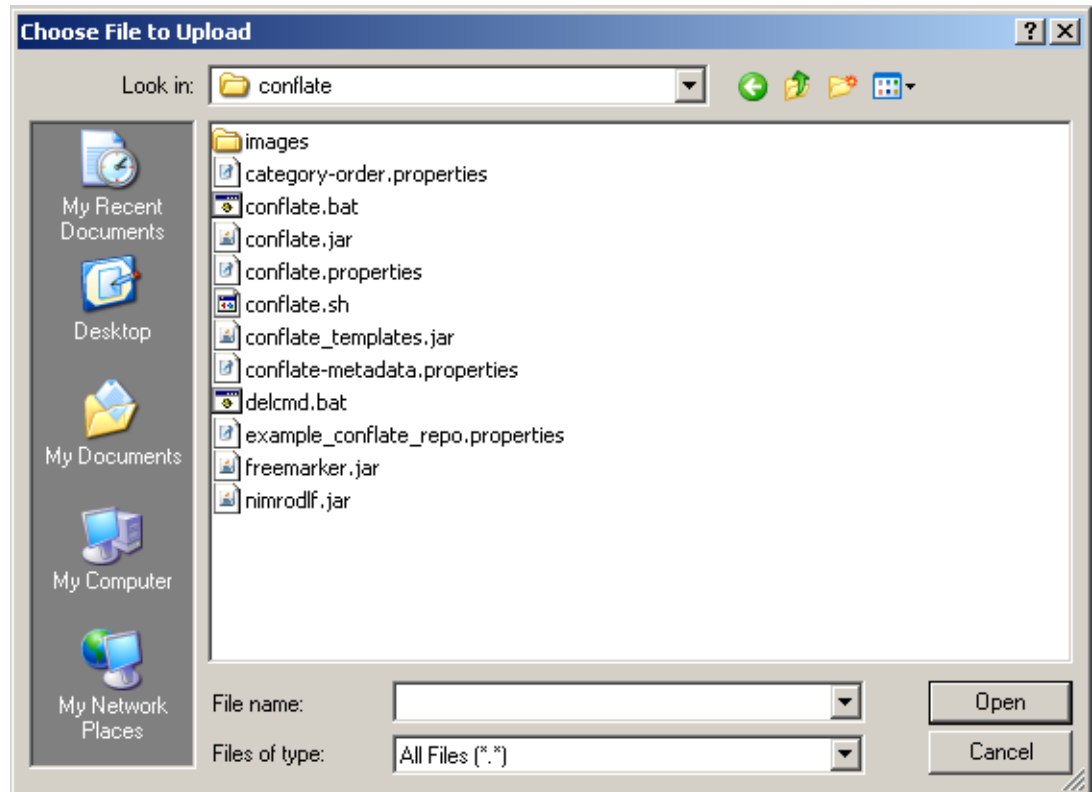 Choose File to Upload
Look in: conflate
My Recent
Documents
Desktop
My Documents
My Computer
My Network
Places
images
category-order.properties
conflate.bat
conflate.jar
conflate.properties
conflate.sh
conflate_templates.jar
conflate-metadata.properties
delcmd.bat
example_conflate_repo.properties
freemarker.jar
nimrodlf.jar
File name:
Open
Files of type: All Files (*.*)
Cancel